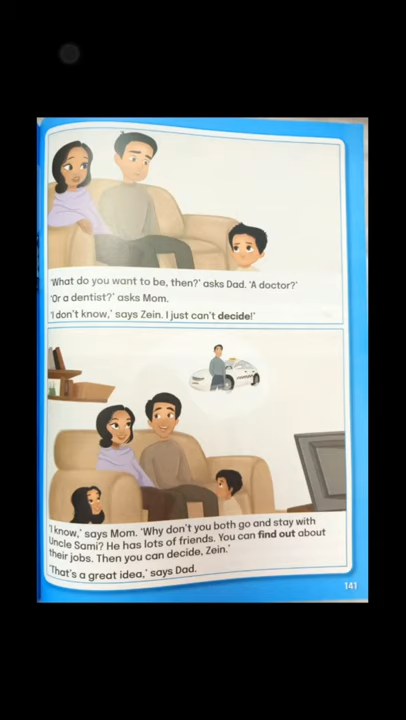 'What do you want to be, then?' asks Dad. 'A doctor?'
'Or a dentist?' asks Mom.
'I don't know,' says Zein. I just can't decide!'
'I know,' says Mom. 'Why don't you both go and stay with
Uncle Sami? He has lots of friends. You can find out about
their jobs. Then you can decide, Zein.'
'That's a great idea,' says Dad.
141